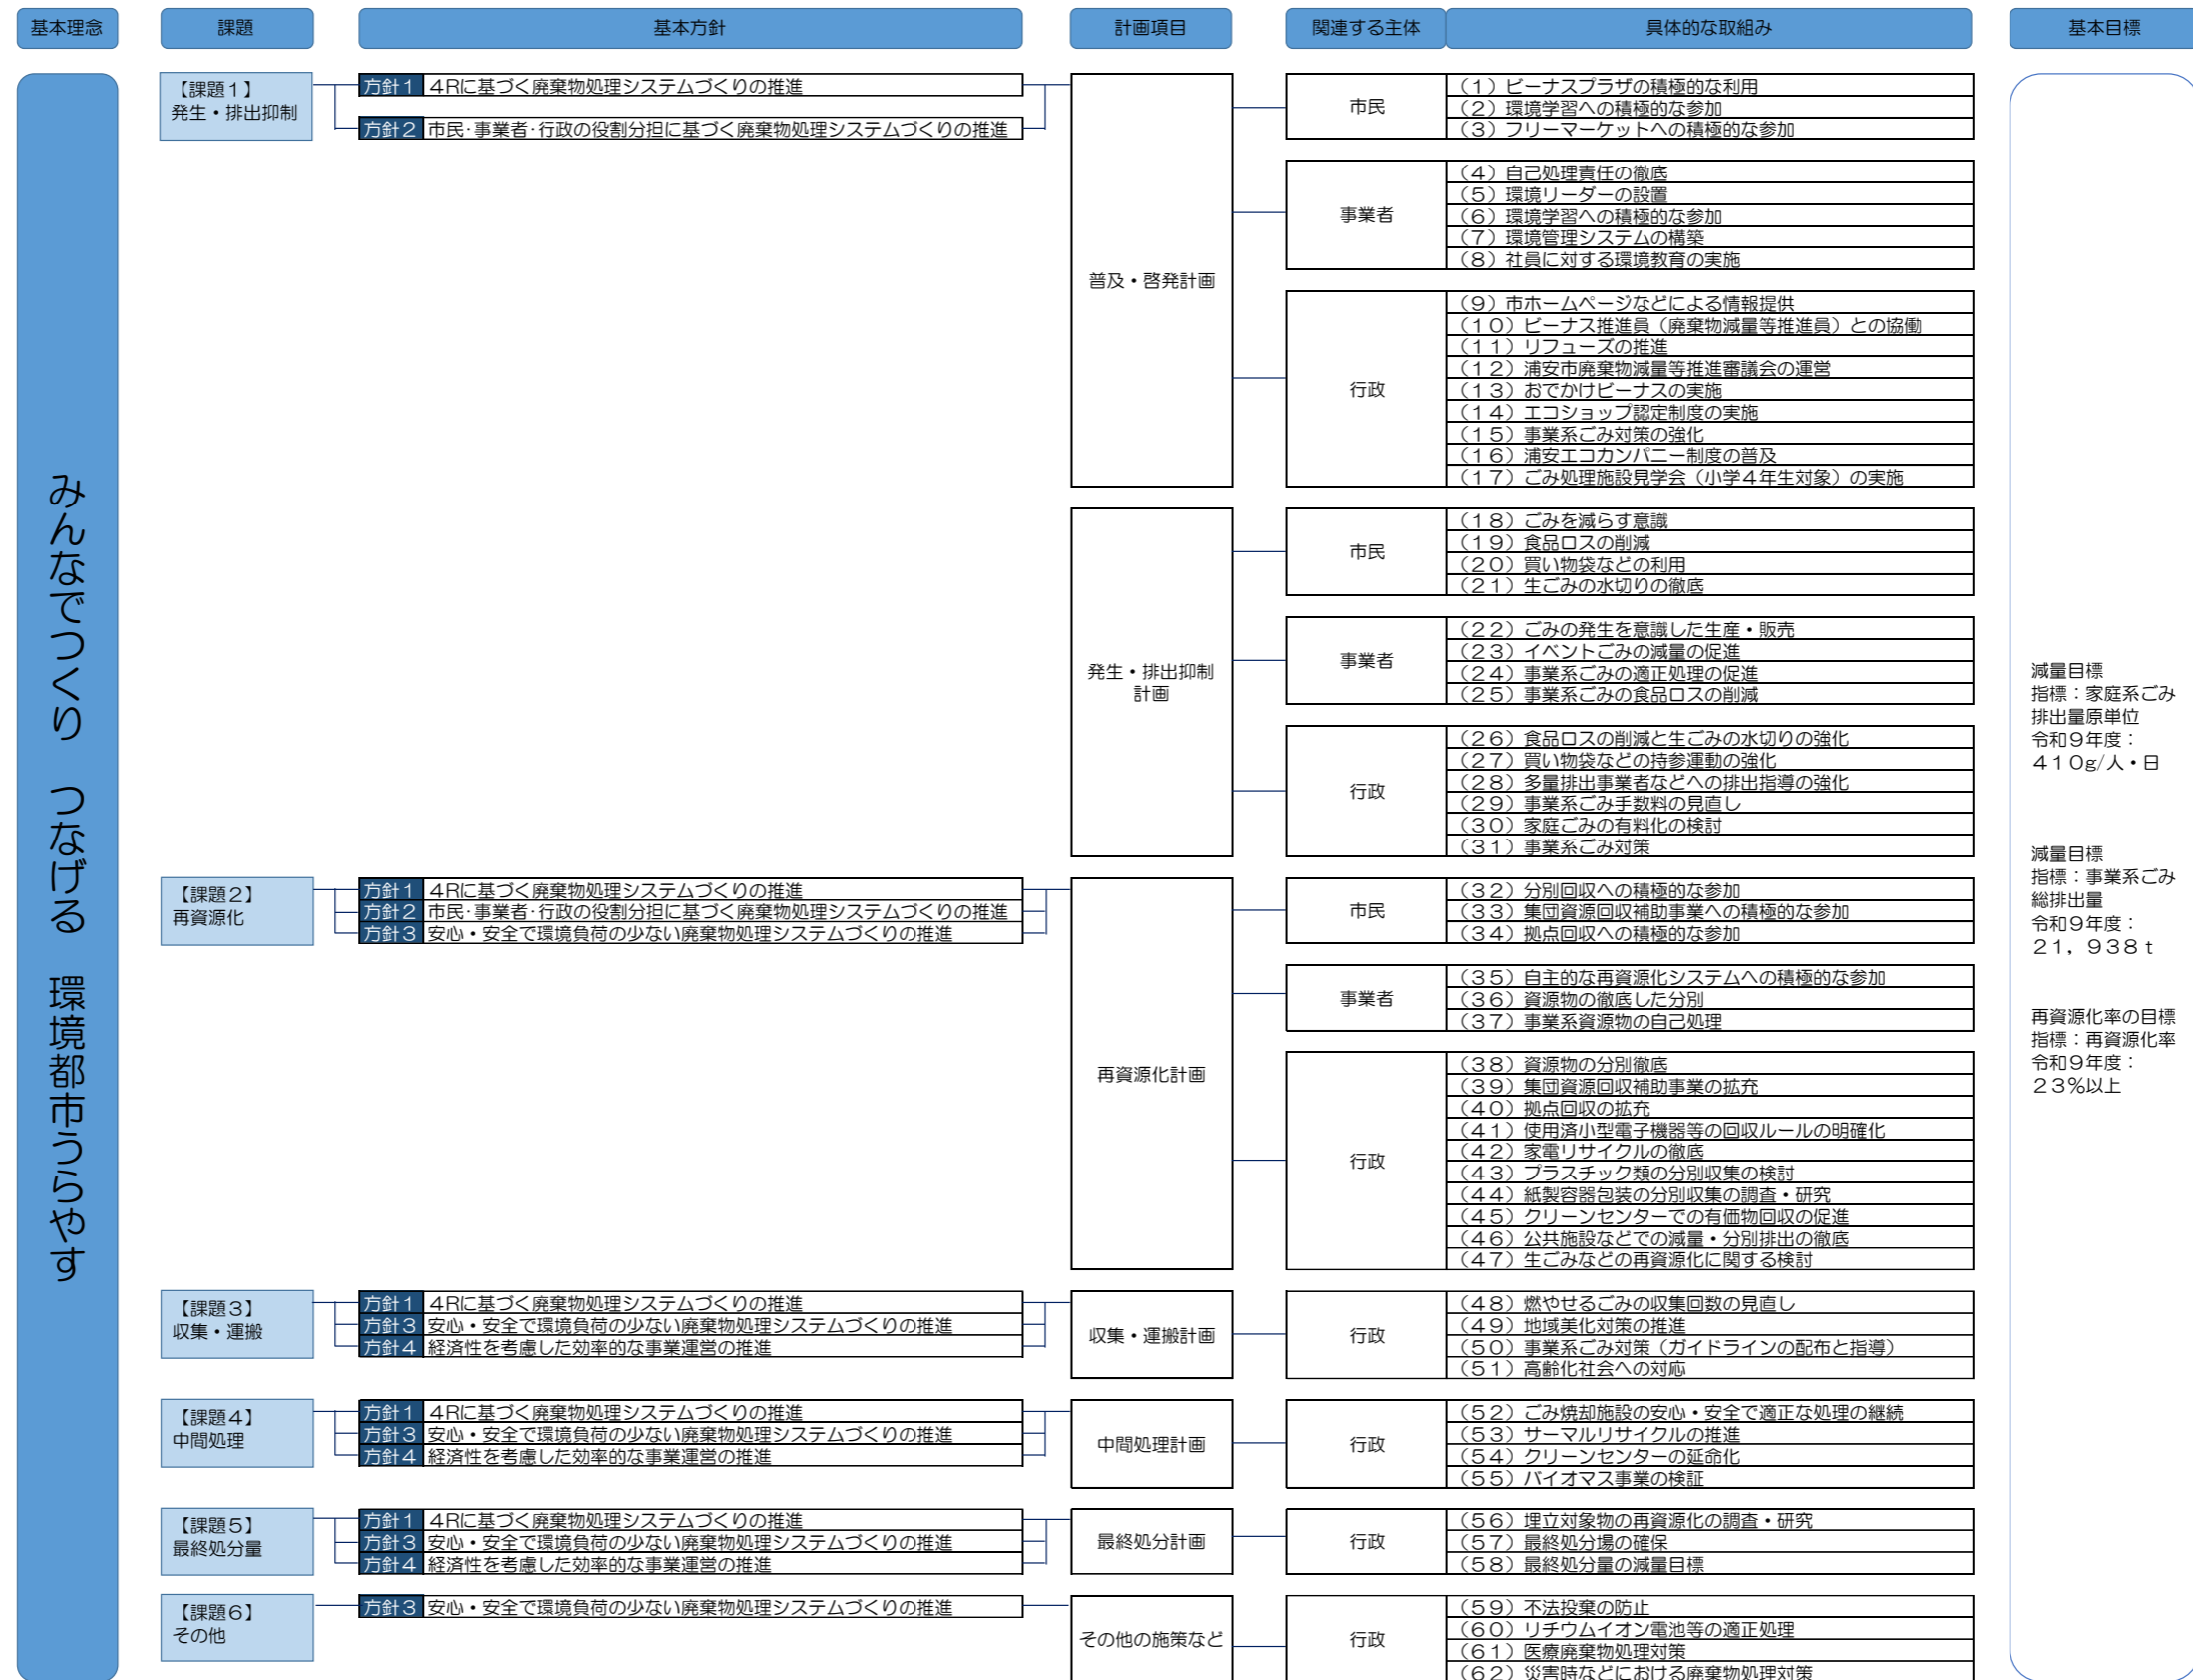 基本理念
課題
基本方針
計画項目
関連する主体
具体的な取組み
基本目標
みんなでつくり　つなげる　環境都市うらやす
【課題１】
発生・排出抑制
方針１ ４Rに基づく廃棄物処理システムづくりの推進
方針２ 市民・事業者・行政の役割分担に基づく廃棄物処理システムづくりの推進
普及・啓発計画
市民
（１）ビーナスプラザの積極的な利用
（２）環境学習への積極的な参加
（３）フリーマーケットへの積極的な参加
事業者
（４）自己処理責任の徹底
（５）環境リーダーの設置
（６）環境学習への積極的な参加
（７）環境管理システムの構築
（８）社員に対する環境教育の実施
行政
（９）市ホームページなどによる情報提供
（１０）ビーナス推進員（廃棄物減量等推進員）との協働
（１１）リフューズの推進
（１２）浦安市廃棄物減量等推進審議会の運営
（１３）おでかけビーナスの実施
（１４）エコショップ認定制度の実施
（１５）事業系ごみ対策の強化
（１６）浦安エコカンパニー制度の普及
（１７）ごみ処理施設見学会（小学４年生対象）の実施
発生・排出抑制
計画
市民
（１８）ごみを減らす意識
（１９）食品ロスの削減
（２０）買い物袋などの利用
（２１）生ごみの水切りの徹底
事業者
（２２）ごみの発生を意識した生産・販売
（２３）イベントごみの減量の促進
（２４）事業系ごみの適正処理の促進
（２５）事業系ごみの食品ロスの削減
行政
（２６）食品ロスの削減と生ごみの水切りの強化
（２７）買い物袋などの持参運動の強化
（２８）多量排出事業者などへの排出指導の強化
（２９）事業系ごみ手数料の見直し
（３０）家庭ごみの有料化の検討
（３１）事業系ごみ対策
【課題２】
再資源化
方針１ ４Rに基づく廃棄物処理システムづくりの推進
方針２ 市民・事業者・行政の役割分担に基づく廃棄物処理システムづくりの推進
方針３ 安心・安全で環境負荷の少ない廃棄物処理システムづくりの推進
再資源化計画
市民
（３２）分別回収への積極的な参加
（３３）集団資源回収補助事業への積極的な参加
（３４）拠点回収への積極的な参加
事業者
（３５）自主的な再資源化システムへの積極的な参加
（３６）資源物の徹底した分別
（３７）事業系資源物の自己処理
行政
（３８）資源物の分別徹底
（３９）集団資源回収補助事業の拡充
（４０）拠点回収の拡充
（４１）使用済小型電子機器等の回収ルールの明確化
（４２）家電リサイクルの徹底
（４３）プラスチック類の分別収集の検討
（４４）紙製容器包装の分別収集の調査・研究
（４５）クリーンセンターでの有価物回収の促進
（４６）公共施設などでの減量・分別排出の徹底
（４７）生ごみなどの再資源化に関する検討
【課題３】
収集・運搬
方針１ ４Rに基づく廃棄物処理システムづくりの推進
方針３ 安心・安全で環境負荷の少ない廃棄物処理システムづくりの推進
方針４ 経済性を考慮した効率的な事業運営の推進
収集・運搬計画
行政
（４８）燃やせるごみの収集回数の見直し
（４９）地域美化対策の推進
（５０）事業系ごみ対策（ガイドラインの配布と指導）
（５１）高齢化社会への対応
【課題４】
中間処理
方針１ ４Rに基づく廃棄物処理システムづくりの推進
方針３ 安心・安全で環境負荷の少ない廃棄物処理システムづくりの推進
方針４ 経済性を考慮した効率的な事業運営の推進
中間処理計画
行政
（５２）ごみ焼却施設の安心・安全で適正な処理の継続
（５３）サーマルリサイクルの推進
（５４）クリーンセンターの延命化
（５５）バイオマス事業の検証
【課題５】
最終処分量
方針１ ４Rに基づく廃棄物処理システムづくりの推進
方針３ 安心・安全で環境負荷の少ない廃棄物処理システムづくりの推進
方針４ 経済性を考慮した効率的な事業運営の推進
最終処分計画
行政
（５６）埋立対象物の再資源化の調査・研究
（５７）最終処分場の確保
（５８）最終処分量の減量目標
【課題６】
その他
方針３ 安心・安全で環境負荷の少ない廃棄物処理システムづくりの推進
その他の施策など
行政
（５９）不法投棄の防止
（６０）リチウムイオン電池等の適正処理
（６１）医療廃棄物処理対策
（６２）災害時などにおける廃棄物処理対策
減量目標
指標：家庭系ごみ
排出量原単位
令和９年度：
４１０g/人・日
減量目標
指標：事業系ごみ
総排出量
令和９年度：
２１，９３８ｔ
再資源化率の目標
指標：再資源化率
令和９年度：
２３%以上